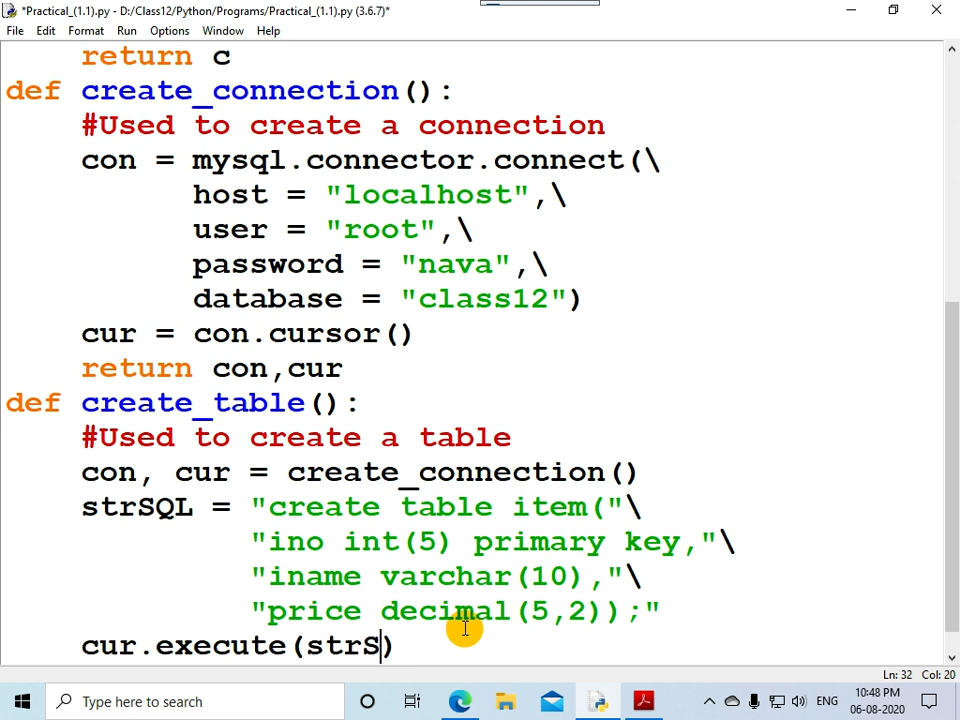 *Practical_(1.1).py - D:/Class12/Python/Programs/Practical_(1.1).py (3.6.7)*
File Edit Format Run Options Window Help
    return c
def create_connection():
    #Used to create a connection
    con = mysql.connector.connect(\
          host = "localhost",\
          user = "root",\
          password = "nava",\
          database = "class12")
    cur = con.cursor()
    return con,cur
def create_table():
    #Used to create a table
    con, cur = create_connection()
    strSQL = "create table item("\
             "ino int(5) primary key,"\
             "iname varchar(10),"\
             "price decimal(5,2));"
    cur.execute(strS)
Ln: 32 Col: 20
Type here to search
ENG
10:48 PM
06-08-2020